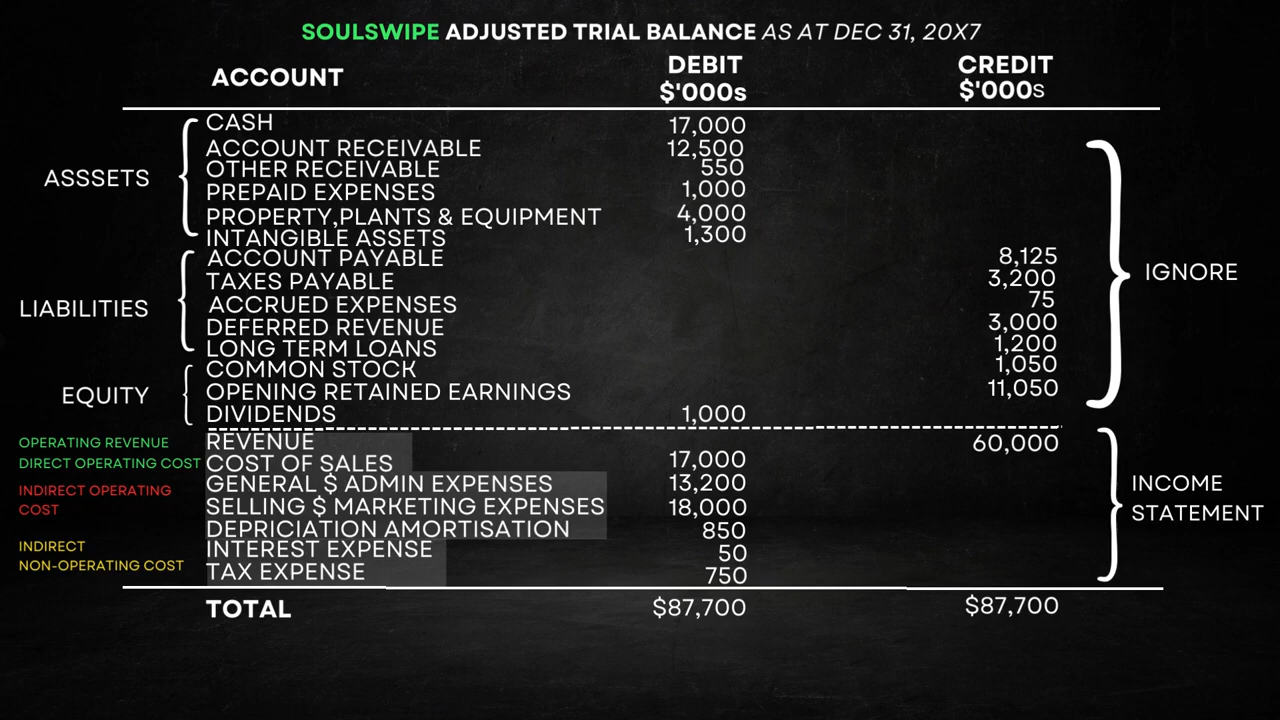 SOULSWIPE ADJUSTED TRIAL BALANCE AS AT DEC 31, 20X7
ACCOUNT DEBIT $'000s CREDIT $'000s
ASSSETS
CASH 17,000
ACCOUNT RECEIVABLE 12,500
OTHER RECEIVABLE 550
PREPAID EXPENSES 1,000
PROPERTY,PLANTS & EQUIPMENT 4,000
INTANGIBLE ASSETS 1,300
LIABILITIES
ACCOUNT PAYABLE 8,125
TAXES PAYABLE 3,200
ACCRUED EXPENSES 75
DEFERRED REVENUE 3,000
LONG TERM LOANS 1,200
EQUITY
COMMON STOCK 1,050
OPENING RETAINED EARNINGS 11,050
DIVIDENDS 1,000
IGNORE
OPERATING REVENUE REVENUE 60,000
DIRECT OPERATING COST COST OF SALES 17,000
INDIRECT OPERATING
COST
GENERAL $ ADMIN EXPENSES 13,200
SELLING $ MARKETING EXPENSES 18,000
DEPRICIATION AMORTISATION 850
INDIRECT
NON-OPERATING COST
INTEREST EXPENSE 50
TAX EXPENSE 750
INCOME
STATEMENT
TOTAL $87,700 $87,700